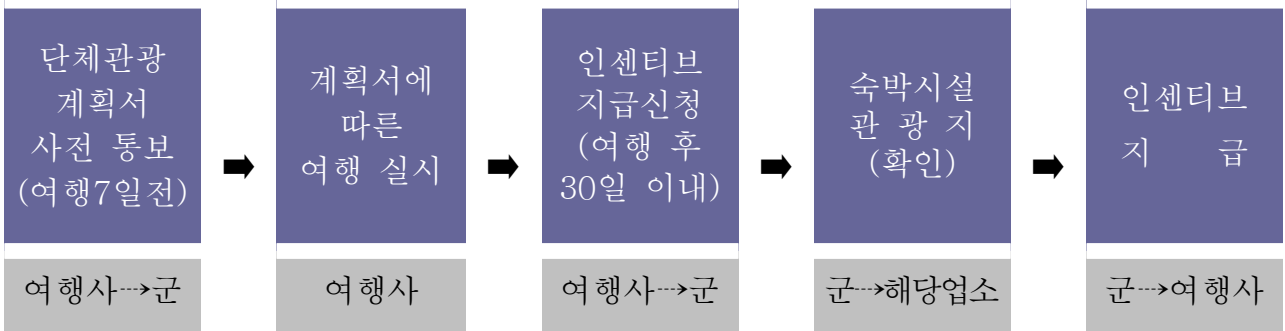 단체관광
계획서
사전 통보
(여행7일전)
여행사→군
계획서에
따른
여행 실시
여행사
인센티브
지급신청
(여행 후
30일 이내)
여행사→군
숙박시설
관 광 지
(확인)
군→해당업소
인센티브
지 급
군→여행사